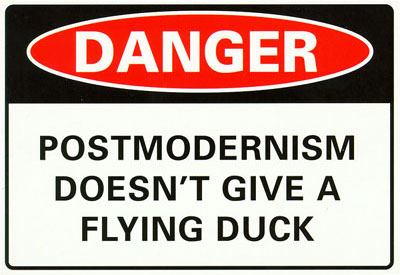 DANGER
POSTMODERNISM
DOESN'T GIVE A
FLYING DUCK